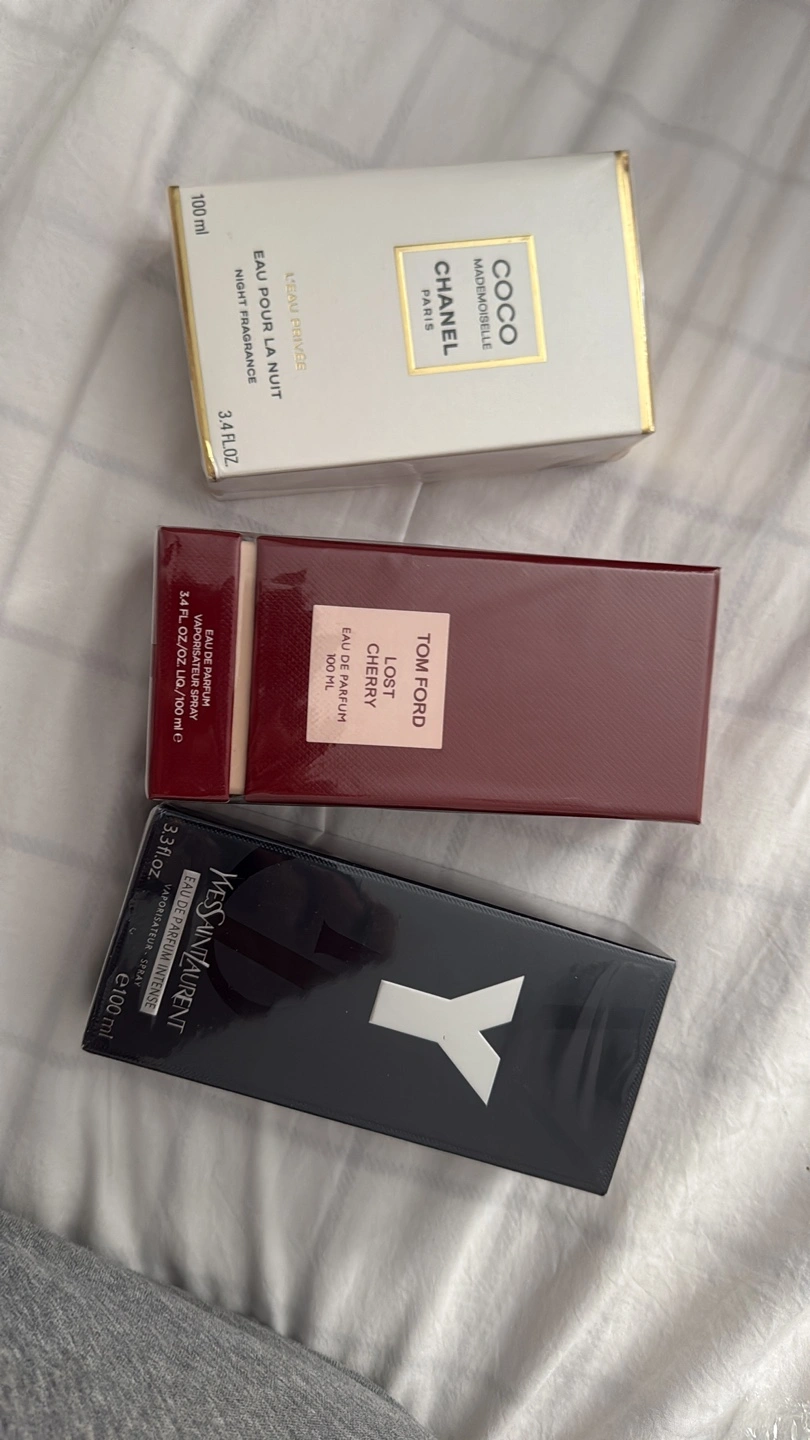 COCO
MADEMOISELLE
CHANEL
PARIS
L'EAU PRIVÉE
EAU POUR LA NUIT
NIGHT FRAGRANCE
100 ml
3.4 FL.OZ.
TOM FORD
LOST
CHERRY
EAU DE PARFUM
100 ML
EAU DE PARFUM
VAPORISATEUR SPRAY
3.4 FL. OZ/OZ. LIQ./100 ml e
Y
YVESSAINTLAURENT
EAU DE PARFUM INTENSE
VAPORISATEUR - SPRAY
3.3 fl.oz. e100 ml